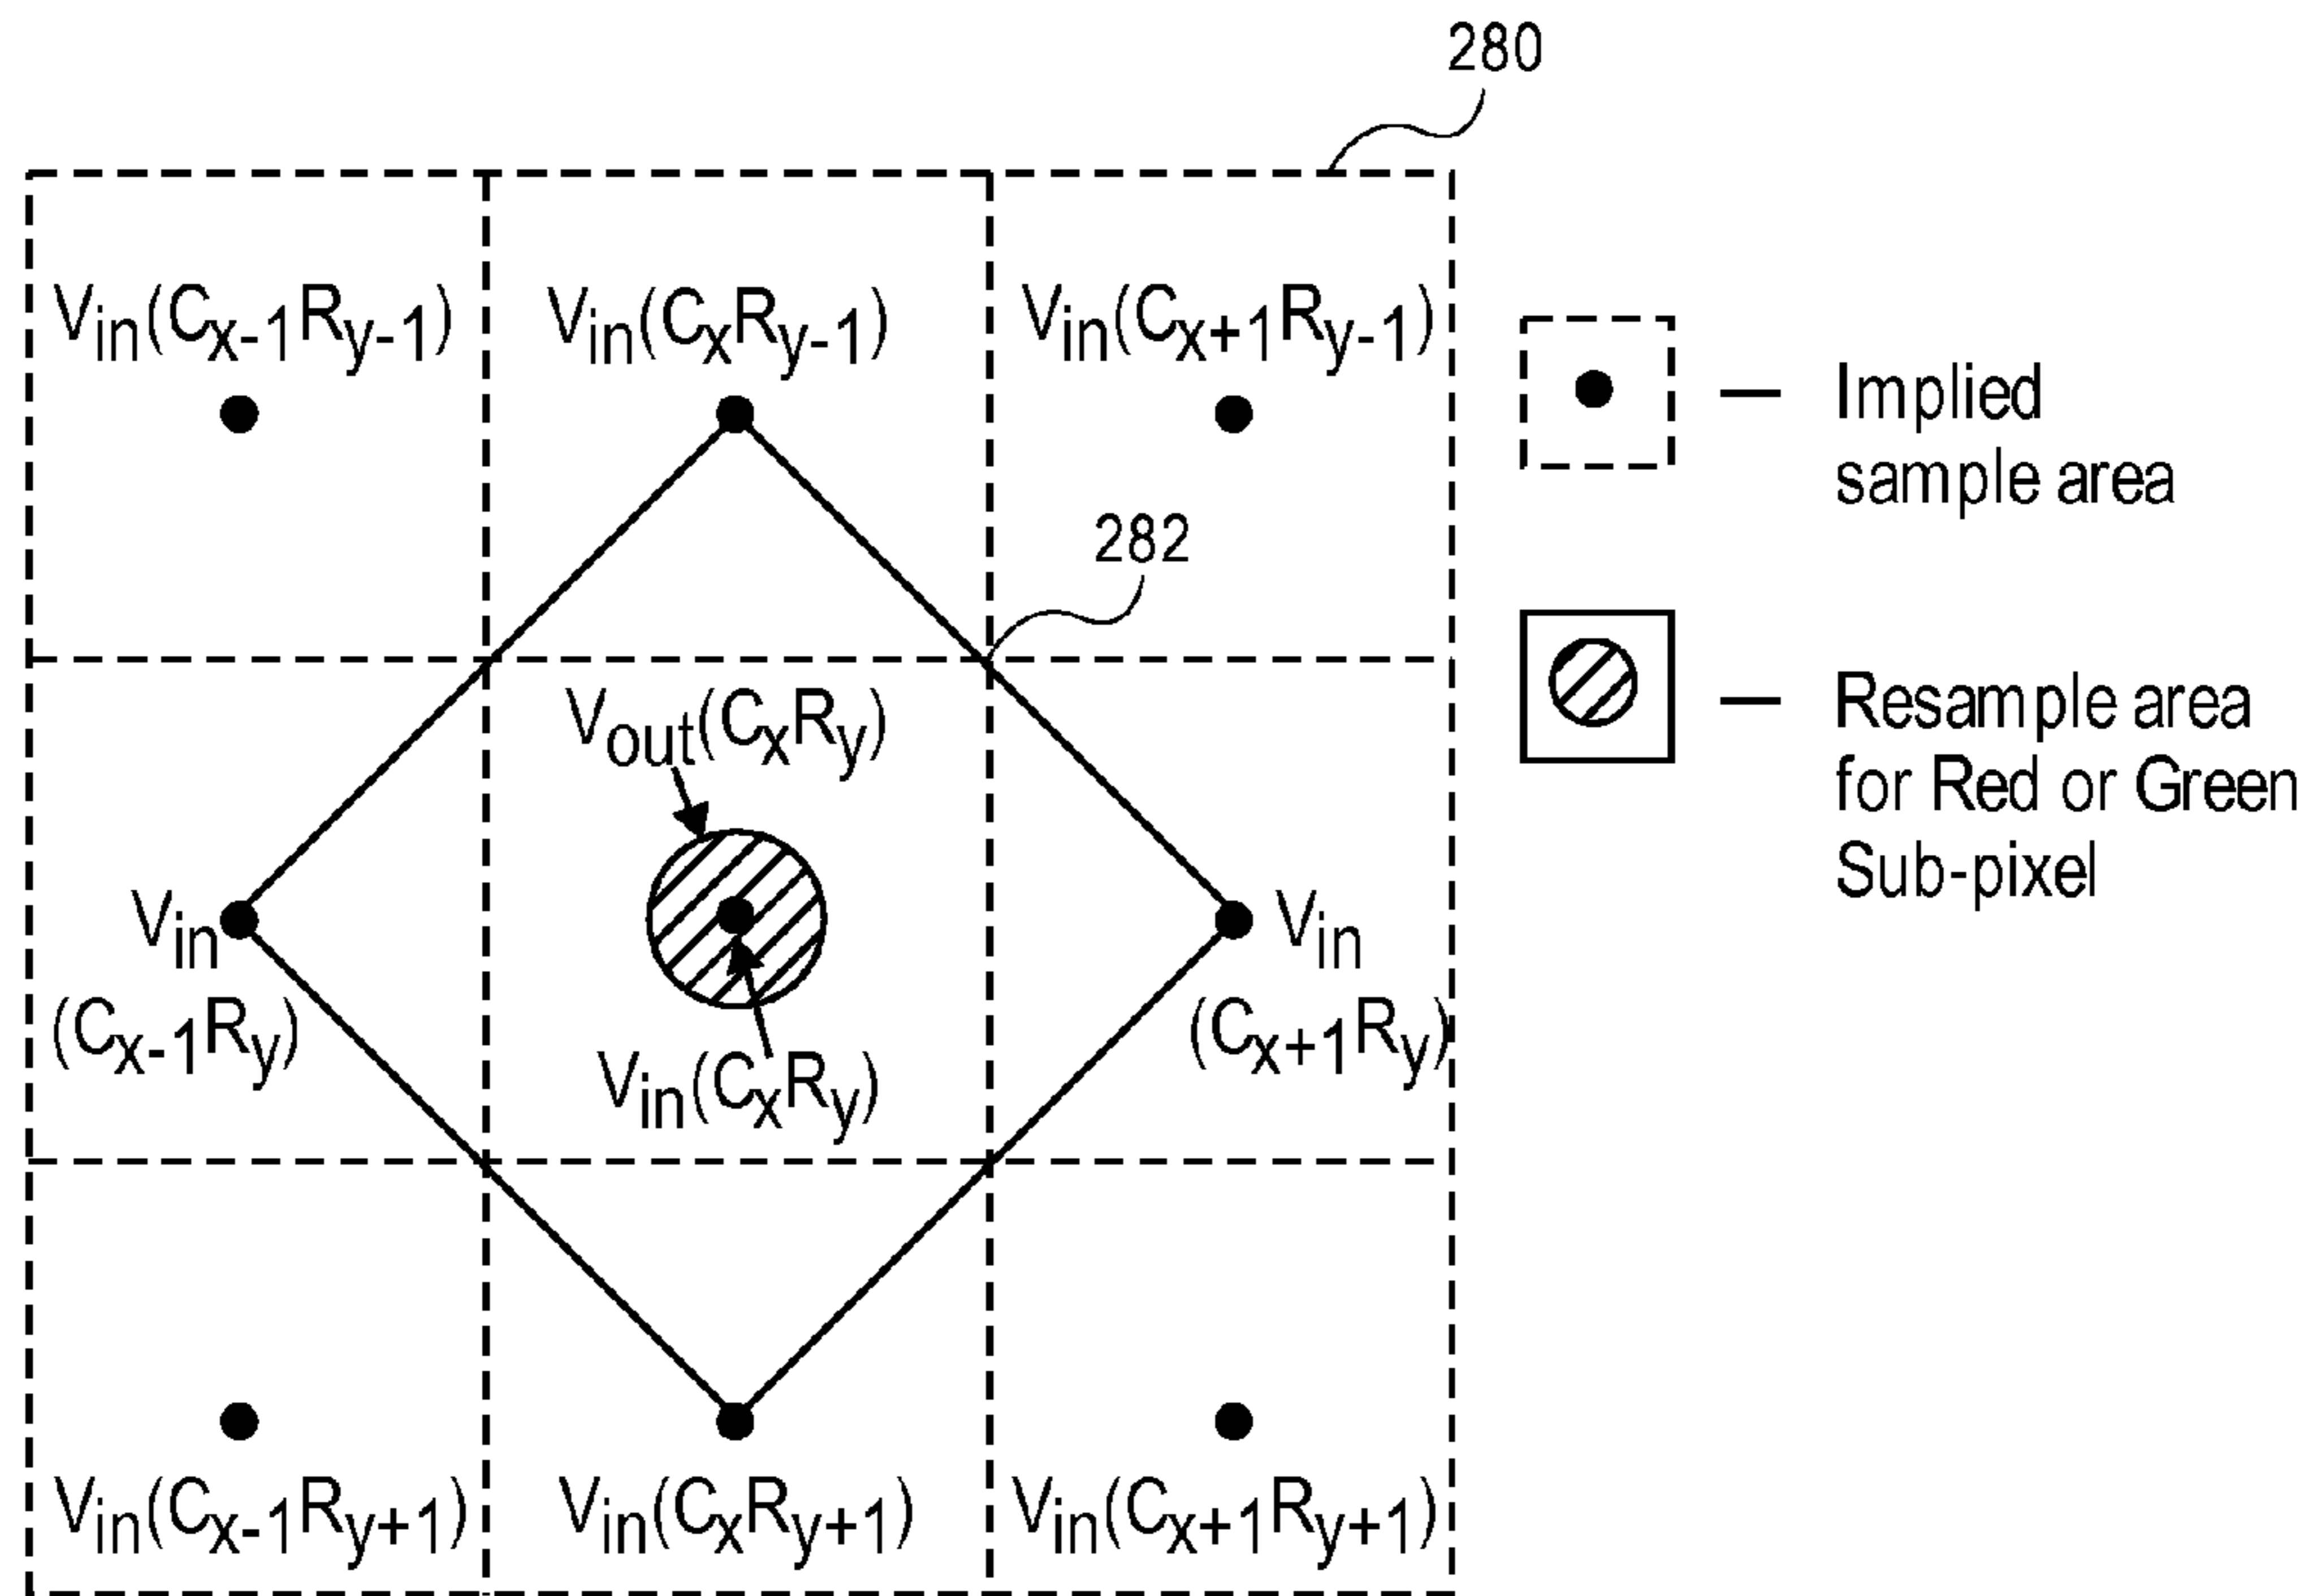 280
Vin(Cx-1Ry-1)
Vin(CxRy-1)
Vin(Cx+1Ry-1)
Implied
sample area
282
Resample area
for Red or Green
Sub-pixel
Vout(CxRy)
Vin
(Cx-1Ry)
Vin
(Cx+1Ry)
Vin(CxRy)
Vin(Cx-1Ry+1)
Vin(CxRy+1)
Vin(Cx+1Ry+1)